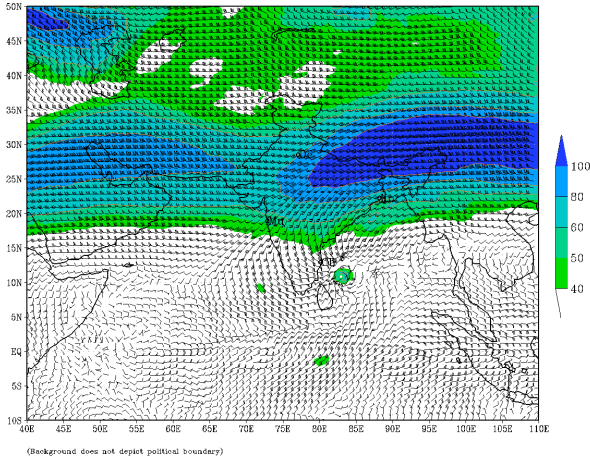 50N
45N
40N
35N
30N
25N
20N
15N
10N
5N
EQ
5S
10S
40E 45E 50E 55E 60E 65E 70E 75E 80E 85E 90E 95E 100E 105E 110E
100
80
60
50
40
(Background does not depict political boundary)